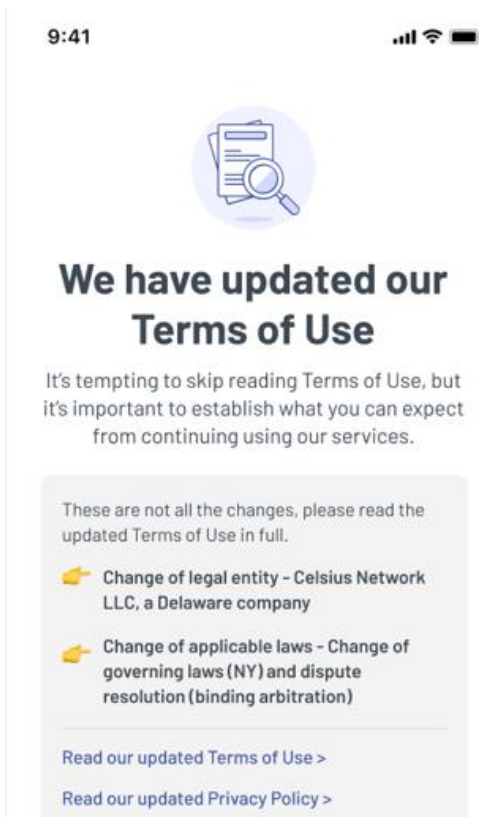 9:41
We have updated our
Terms of Use
It's tempting to skip reading Terms of Use, but
it's important to establish what you can expect
from continuing using our services.
These are not all the changes, please read the
updated Terms of Use in full.
Change of legal entity - Celsius Network
LLC, a Delaware company
Change of applicable laws - Change of
governing laws (NY) and dispute
resolution (binding arbitration)
Read our updated Terms of Use >
Read our updated Privacy Policy >